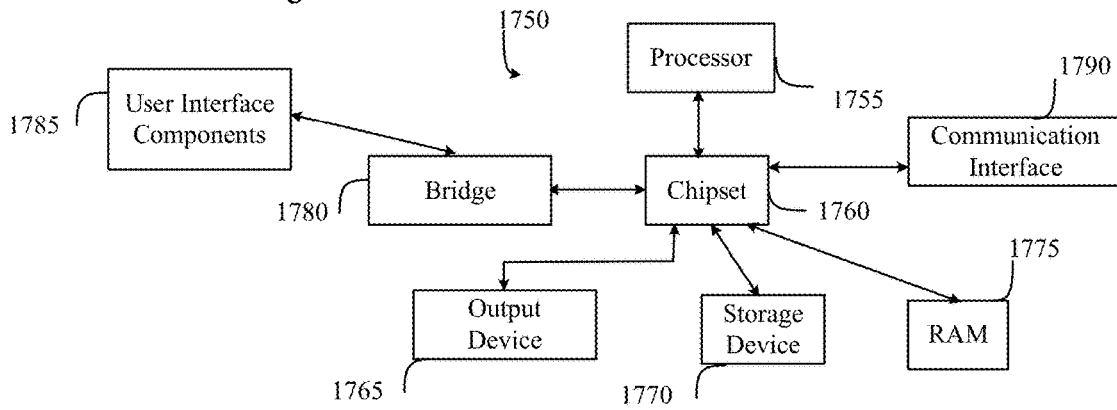 1750
Processor
1755
1790
Communication
Interface
User Interface
Components
1785
Bridge
1780
Chipset
1760
1775
RAM
Output
Device
1765
Storage
Device
1770